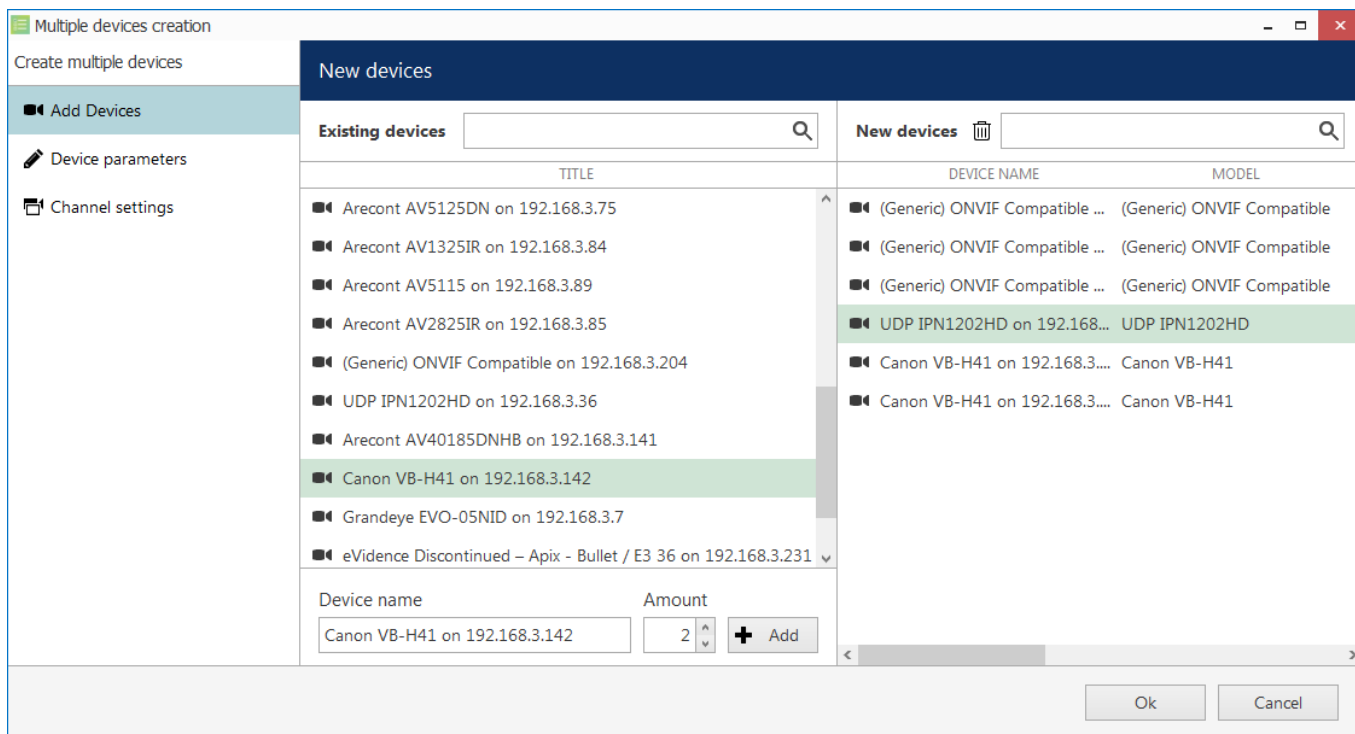 Multiple devices creation
Create multiple devices
New devices
Add Devices
Device parameters
Channel settings
Existing devices
TITLE
Arecont AV5125DN on 192.168.3.75
Arecont AV1325IR on 192.168.3.84
Arecont AV5115 on 192.168.3.89
Arecont AV2825IR on 192.168.3.85
(Generic) ONVIF Compatible on 192.168.3.204
UDP IPN1202HD on 192.168.3.36
Arecont AV40185DNHB on 192.168.3.141
Canon VB-H41 on 192.168.3.142
Grandeye EVO-05NID on 192.168.3.7
eVidence Discontinued – Apix - Bullet / E3 36 on 192.168.3.231
Device name Amount
Canon VB-H41 on 192.168.3.142 2 Add
New devices
DEVICE NAME MODEL
(Generic) ONVIF Compatible ... (Generic) ONVIF Compatible
(Generic) ONVIF Compatible ... (Generic) ONVIF Compatible
(Generic) ONVIF Compatible ... (Generic) ONVIF Compatible
UDP IPN1202HD on 192.168... UDP IPN1202HD
Canon VB-H41 on 192.168.3.... Canon VB-H41
Canon VB-H41 on 192.168.3.... Canon VB-H41
Ok Cancel